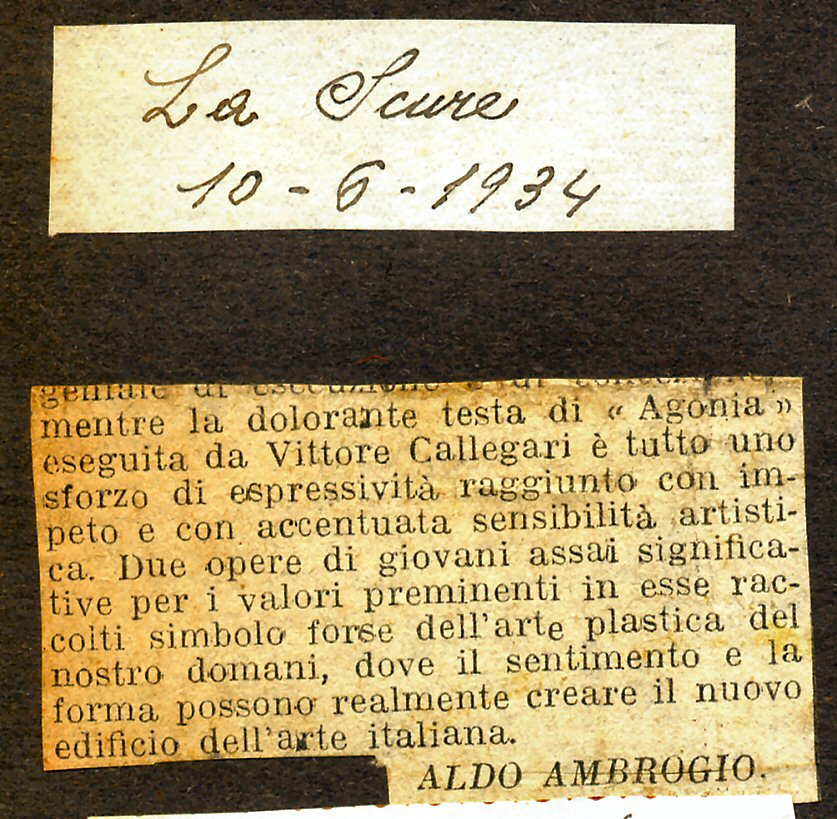 La Scure
10-6-1934
geniale di esecuzione
mentre la dolorante testa di « Agonia »
eseguita da Vittore Callegari è tutto uno
sforzo di espressività raggiunto con im-
peto e con accentuata sensibilità artisti-
ca. Due opere di giovani assai significa-
tive per i valori preminenti in esse rac-
colti simbolo forse dell'arte plastica del
nostro domani, dove il sentimento e la
forma possono realmente creare il nuovo
edificio dell'arte italiana.
ALDO AMBROGIO.